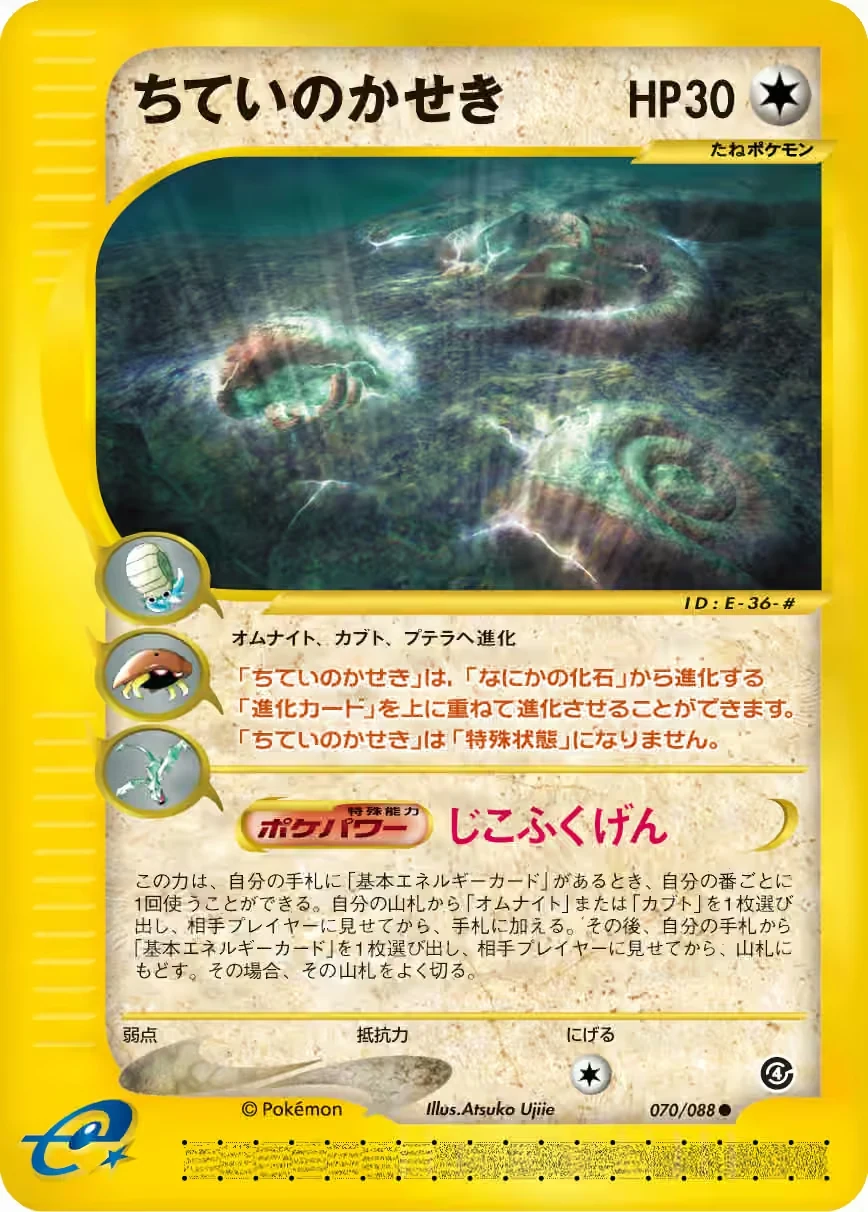 ちていのかせき HP30
たねポケモン
ID:E-36-#
オムナイト、カブト、プテラへ進化
「ちていのかせき」は,「なにかの化石」から進化する
「進化カード」を上に重ねて進化させることができます。
「ちていのかせき」は「特殊状態」になりません。
特殊能力
ポケパワー じこふくげん
この力は、自分の手札に「基本エネルギーカード」があるとき、自分の番ごとに
1回使うことができる。自分の山札から「オムナイト」または「カブト」を1枚選び
出し、相手プレイヤーに見せてから、手札に加える。その後、自分の手札から
「基本エネルギーカード」を1枚選び出し、相手プレイヤーに見せてから、山札に
もどす。その場合、その山札をよく切る。
弱点 抵抗力 にげる
4
© Pokémon Illus.Atsuko Ujiie 070/088●
e